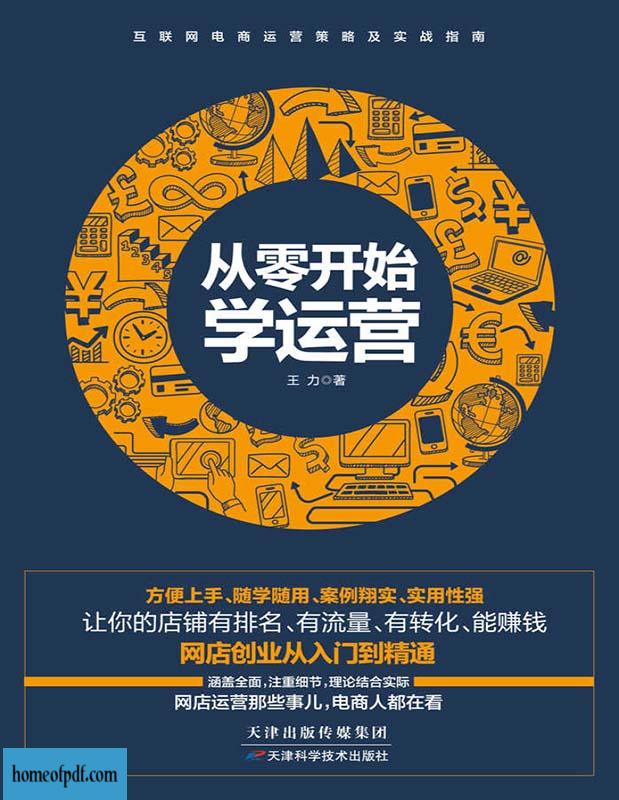 互联网电商运营策略及实战指南
从零开始
学运营
王 力◎著
方便上手、随学随用、案例翔实、实用性强
让你的店铺有排名、有流量、有转化、能赚钱
网店创业从入门到精通
涵盖全面,注重细节,理论结合实际
网店运营那些事儿,电商人都在看
天津出版传媒集团
天津科学技术出版社
homeofpdf.com